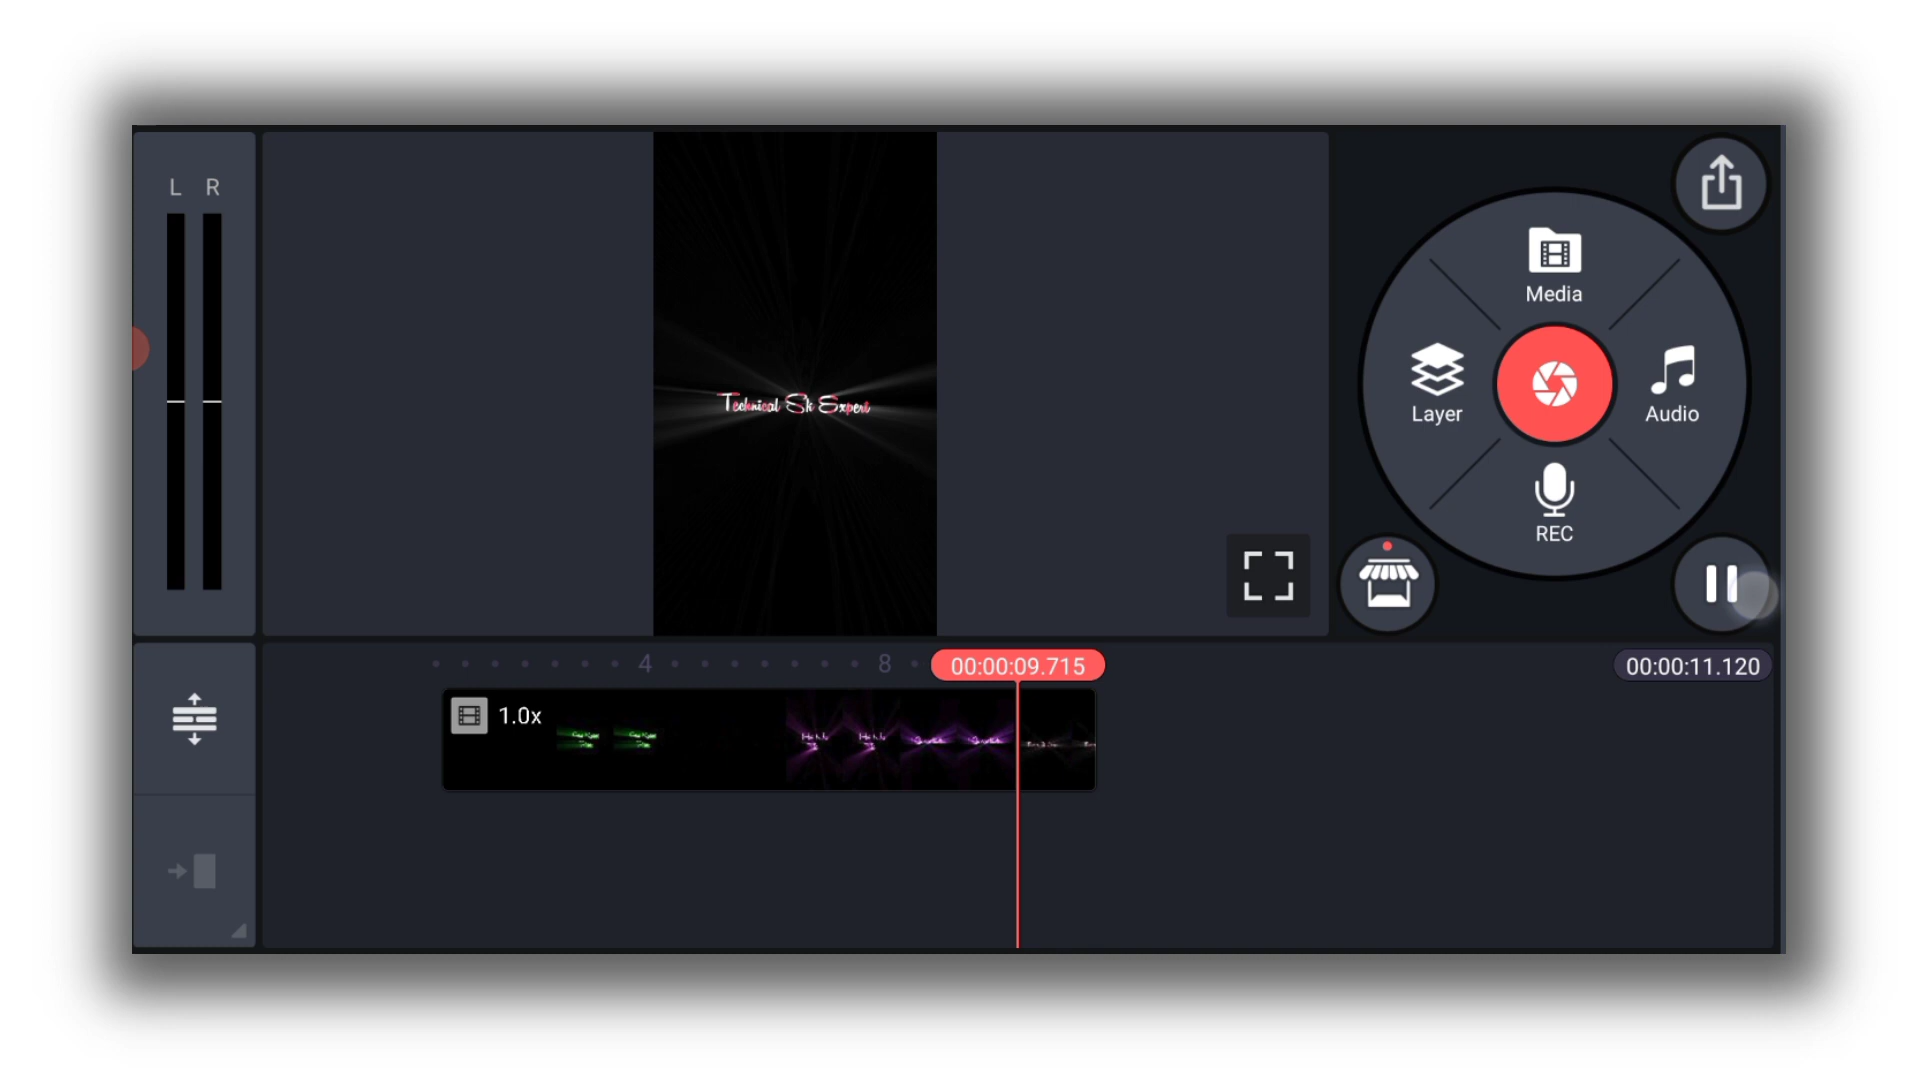 L R
Technical Sk Expert
Media
Layer
Audio
REC
4 8
00:00:09.715
00:00:11.120
1.0x